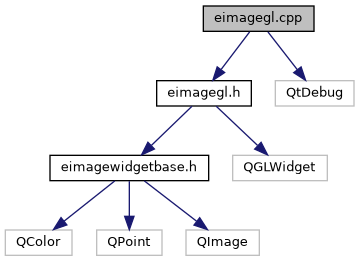 eimagegl.cpp
eimagegl.h
QtDebug
eimagewidgetbase.h
QGLWidget
QColor
QPoint
QImage